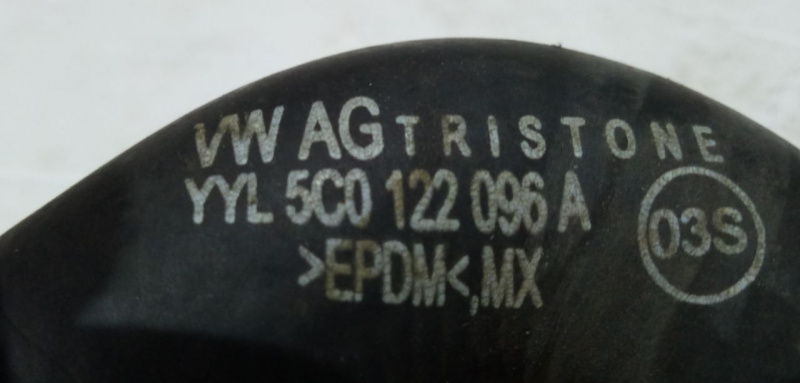 VW AG TRISTONE
YYL 5C0 122 096 A
03S
>EPDM<,MX